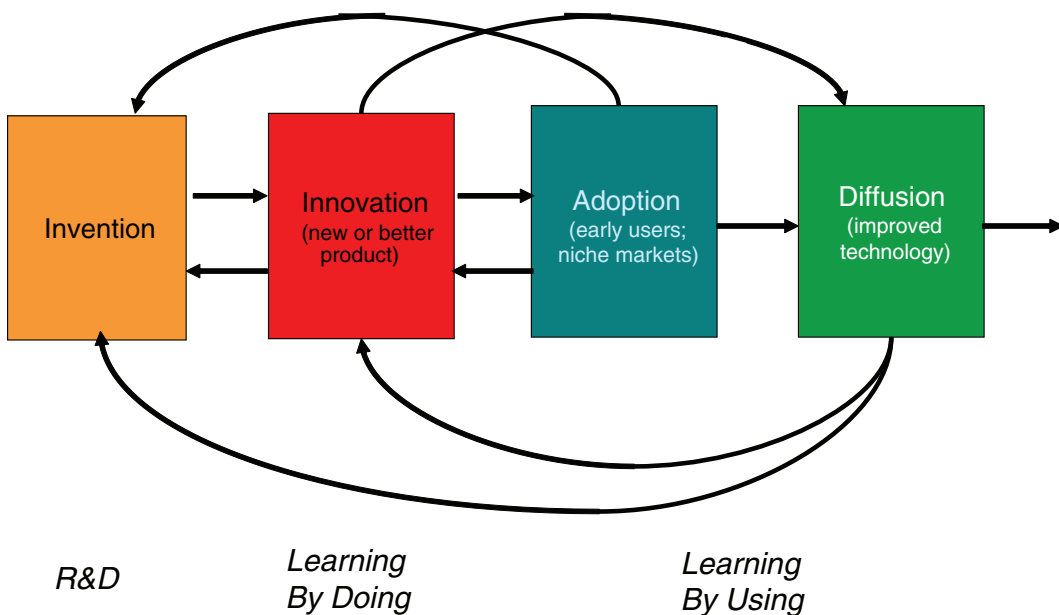 Invention
Innovation
(new or better
product)
Adoption
(early users;
niche markets)
Diffusion
(improved
technology)
R&D
Learning
By Doing
Learning
By Using